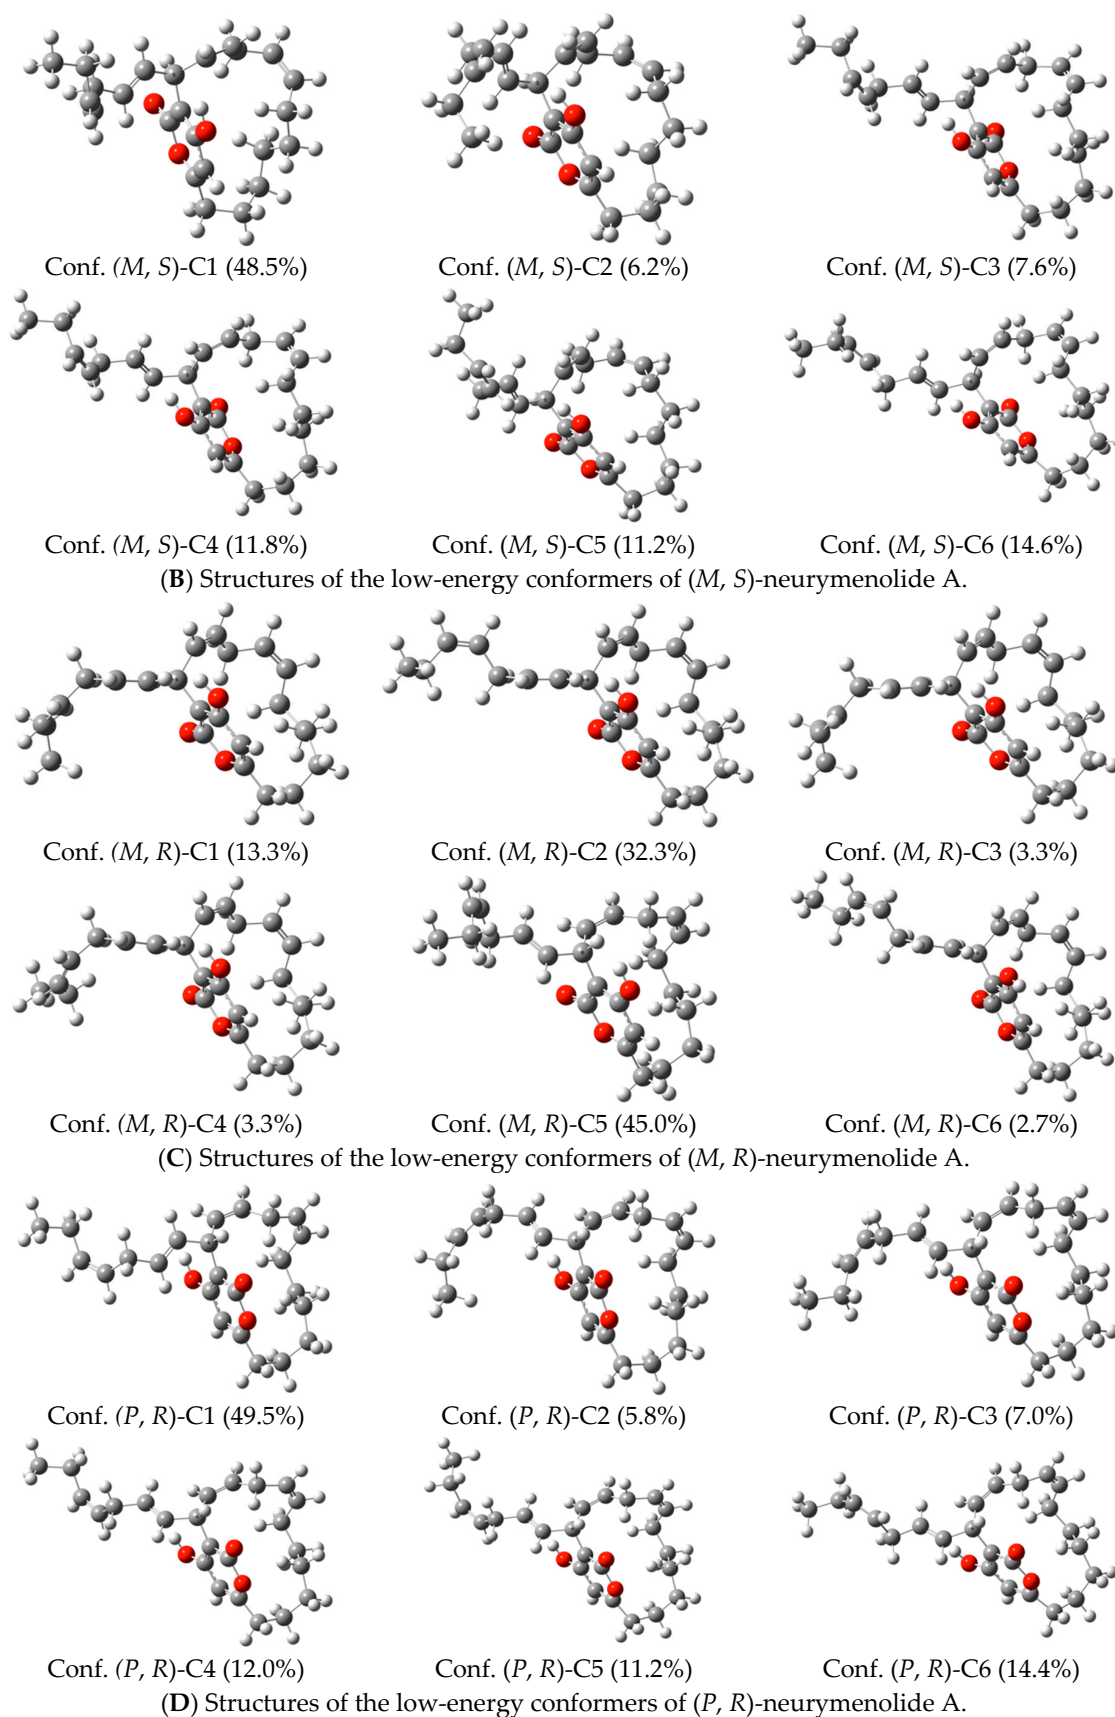 Conf. (M, S)-C1 (48.5%) Conf. (M, S)-C2 (6.2%) Conf. (M, S)-C3 (7.6%)
Conf. (M, S)-C4 (11.8%) Conf. (M, S)-C5 (11.2%) Conf. (M, S)-C6 (14.6%)
(B) Structures of the low-energy conformers of (M, S)-neurymenolide A.
Conf. (M, R)-C1 (13.3%) Conf. (M, R)-C2 (32.3%) Conf. (M, R)-C3 (3.3%)
Conf. (M, R)-C4 (3.3%) Conf. (M, R)-C5 (45.0%) Conf. (M, R)-C6 (2.7%)
(C) Structures of the low-energy conformers of (M, R)-neurymenolide A.
Conf. (P, R)-C1 (49.5%) Conf. (P, R)-C2 (5.8%) Conf. (P, R)-C3 (7.0%)
Conf. (P, R)-C4 (12.0%) Conf. (P, R)-C5 (11.2%) Conf. (P, R)-C6 (14.4%)
(D) Structures of the low-energy conformers of (P, R)-neurymenolide A.